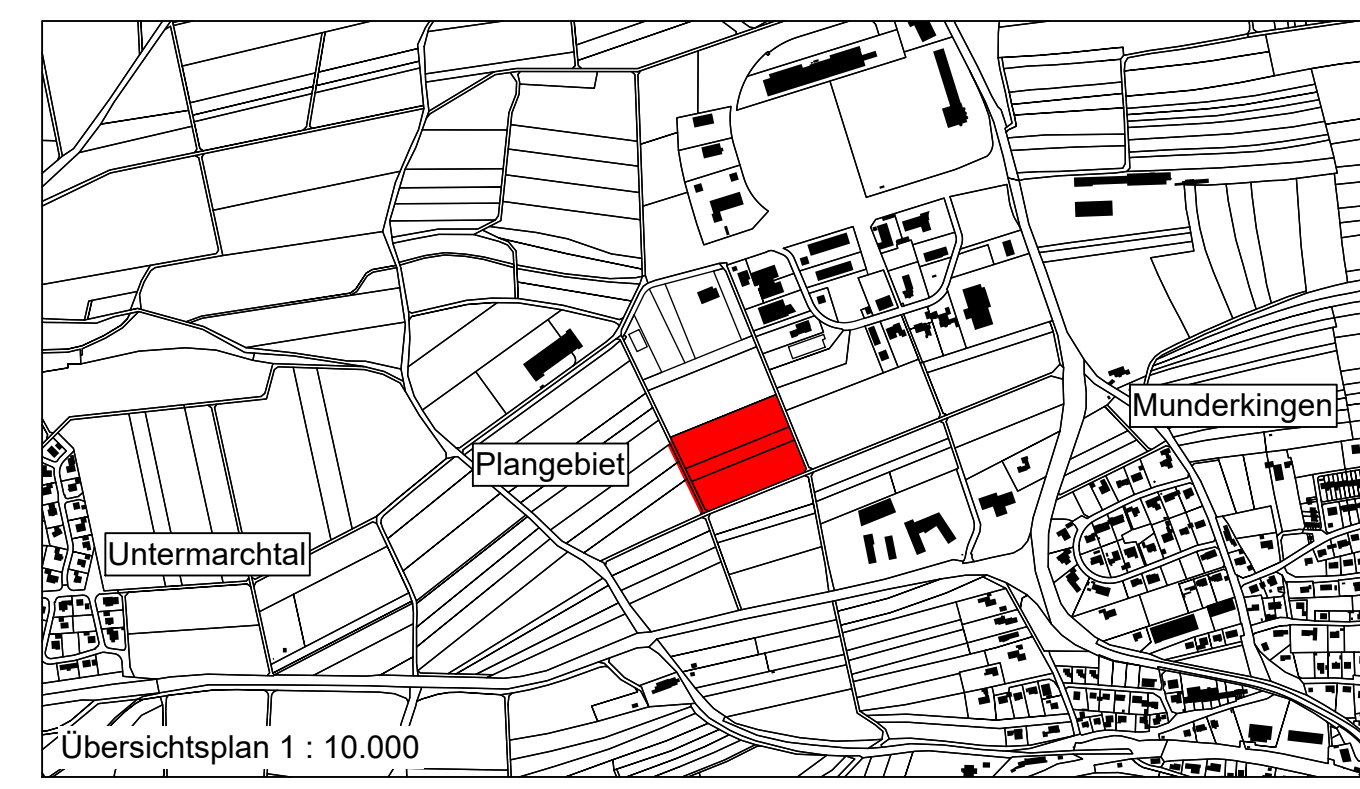 Munderkingen
Plangebiet
Untermarchtal
Übersichtsplan 1 : 10.000